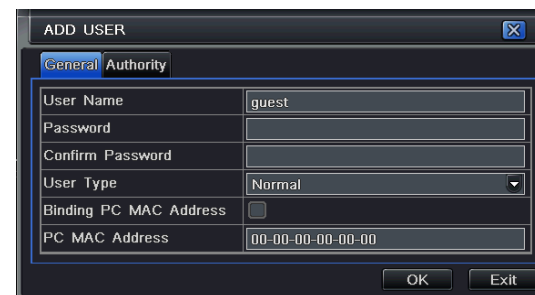 ADD USER
General Authority
User Name guest
Password
Confirm Password
User Type Normal
Binding PC MAC Address
PC MAC Address 00-00-00-00-00-00
OK Exit